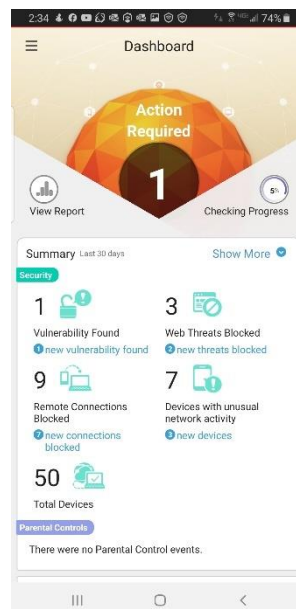 2:34
74%
Dashboard
Action
Required
1
5%
View Report
Checking Progress
Summary Last 30 days
Show More
Security
1
3
Vulnerability Found
Web Threats Blocked
1 new vulnerability found
2 new threats blocked
9
7
Remote Connections
Blocked
Devices with unusual
network activity
7 new connections
blocked
3 new devices
50
Total Devices
Parental Controls
There were no Parental Control events.